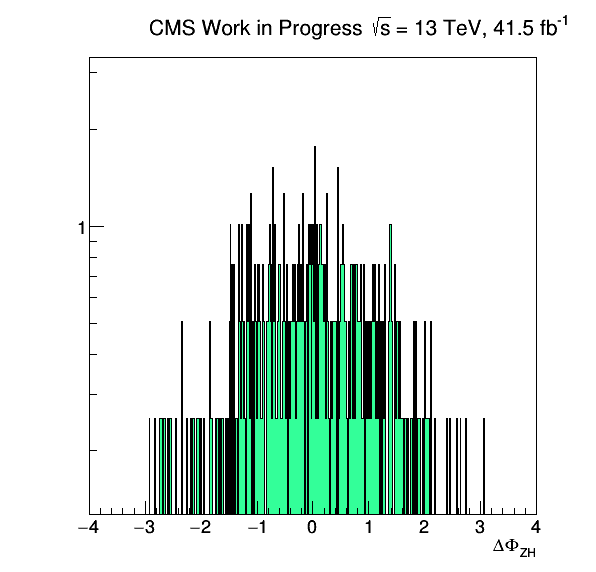 CMS Work in Progress √s = 13 TeV, 41.5 fb⁻¹
1
−4 −3 −2 −1 0 1 2 3 4
ΔΦ_ZH